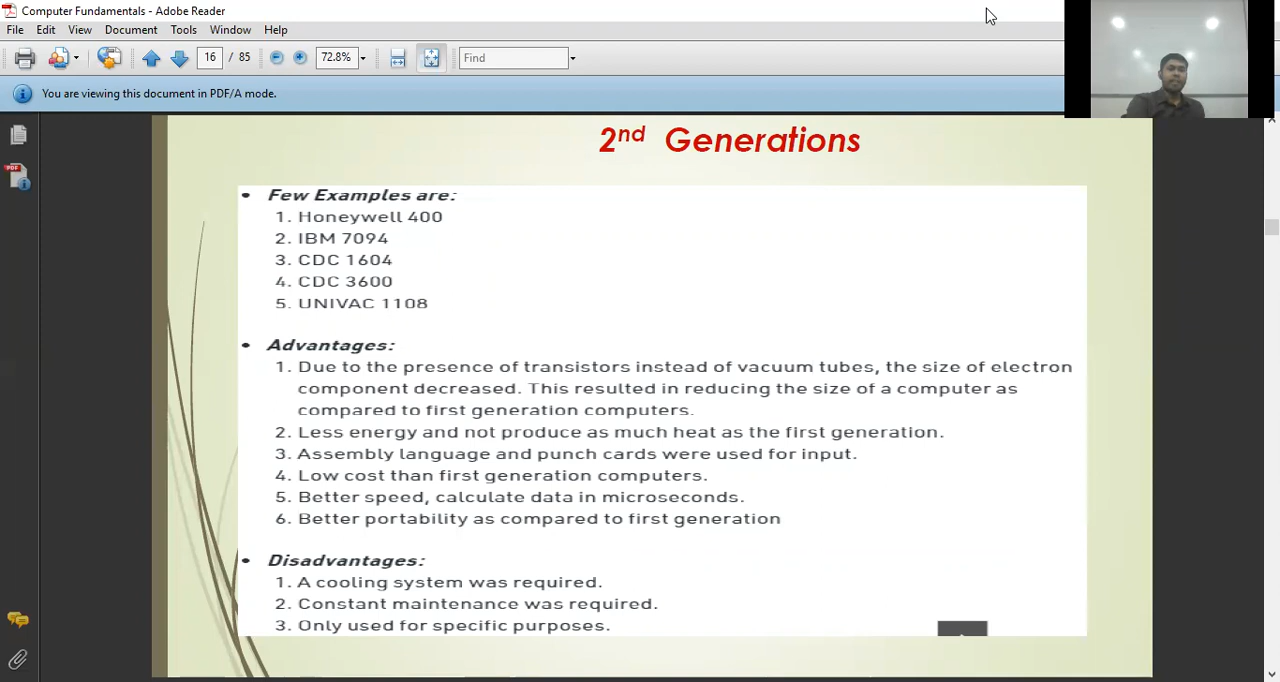 Computer Fundamentals - Adobe Reader
File Edit View Document Tools Window Help
16 / 85 72.8% Find
You are viewing this document in PDF/A mode.
2nd Generations
• Few Examples are:
1. Honeywell 400
2. IBM 7094
3. CDC 1604
4. CDC 3600
5. UNIVAC 1108
• Advantages:
1. Due to the presence of transistors instead of vacuum tubes, the size of electron
component decreased. This resulted in reducing the size of a computer as
compared to first generation computers.
2. Less energy and not produce as much heat as the first generation.
3. Assembly language and punch cards were used for input.
4. Low cost than first generation computers.
5. Better speed, calculate data in microseconds.
6. Better portability as compared to first generation
• Disadvantages:
1. A cooling system was required.
2. Constant maintenance was required.
3. Only used for specific purposes.